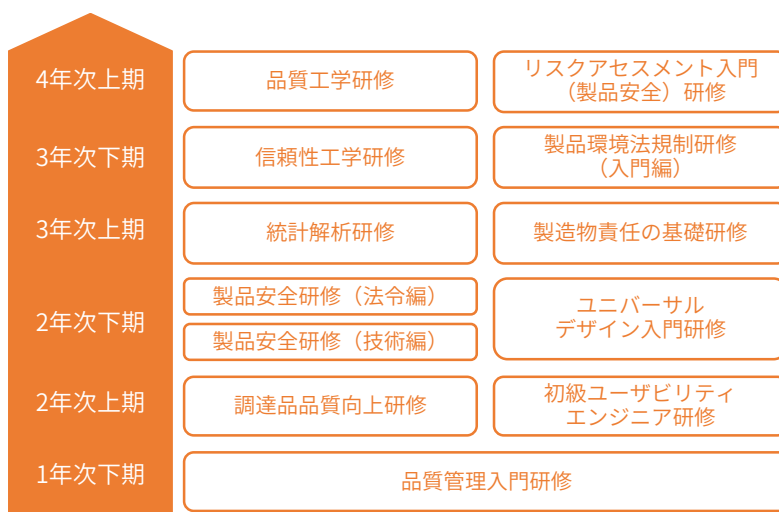 4年次上期
品質工学研修
リスクアセスメント入門
（製品安全）研修
3年次下期
信頼性工学研修
製品環境法規制研修
（入門編）
3年次上期
統計解析研修
製造物責任の基礎研修
2年次下期
製品安全研修（法令編）
製品安全研修（技術編）
ユニバーサル
デザイン入門研修
2年次上期
調達品品質向上研修
初級ユーザビリティ
エンジニア研修
1年次下期
品質管理入門研修